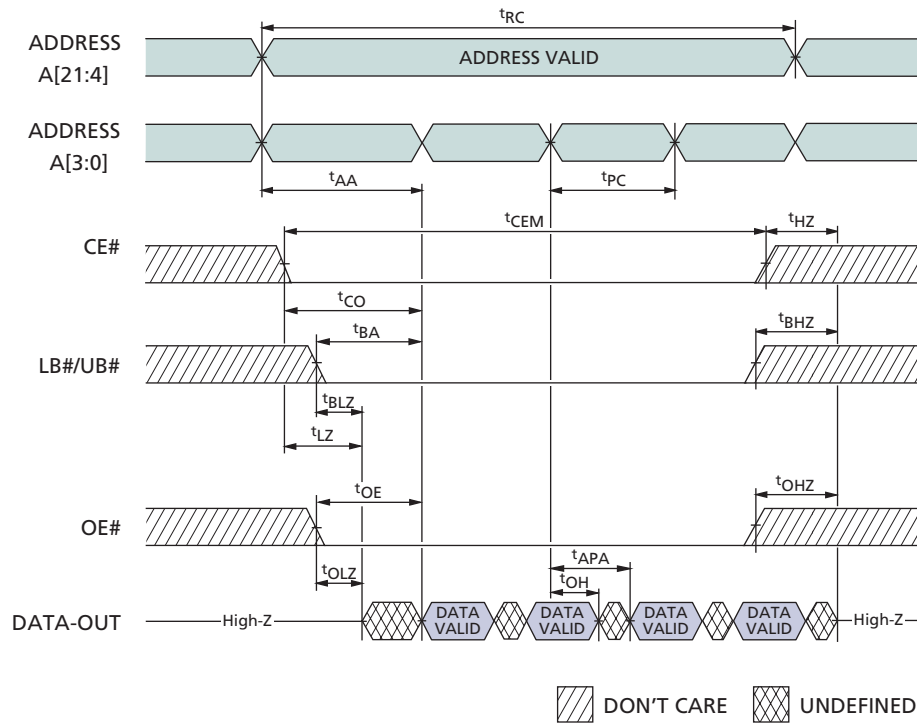 tRC
ADDRESS
A[21:4]
ADDRESS VALID
ADDRESS
A[3:0]
tAA
tPC
tCEM
tHZ
CE#
tCO
tBHZ
tBA
LB#/UB#
tBLZ
tLZ
tOE
tOHZ
OE#
tAPA
tOLZ
tOH
DATA-OUT
High-Z
DATA VALID
DATA VALID
DATA VALID
DATA VALID
High-Z
DON'T CARE
UNDEFINED